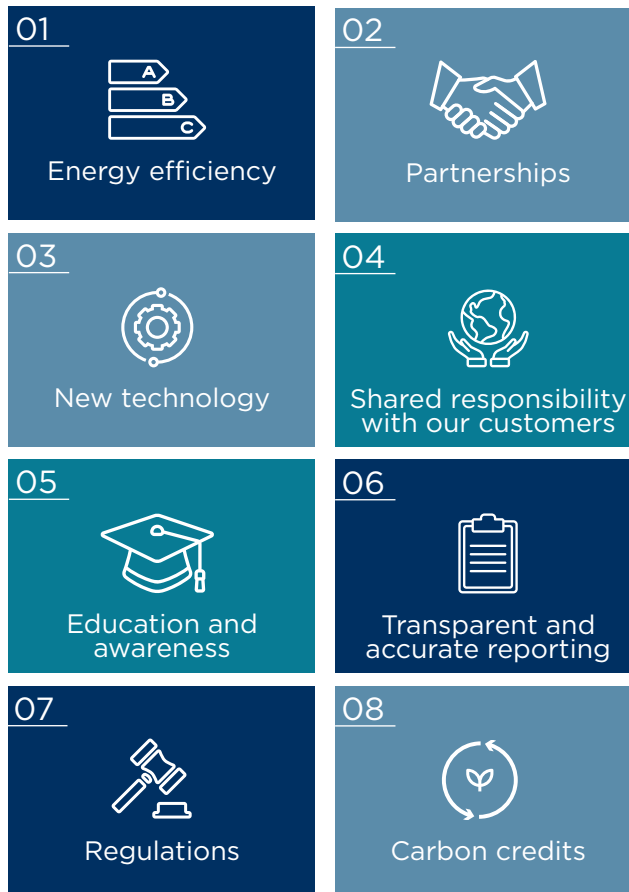 01
A
B
C
Energy efficiency
02
Partnerships
03
New technology
04
Shared responsibility
with our customers
05
Education and
awareness
06
Transparent and
accurate reporting
07
Regulations
08
Carbon credits